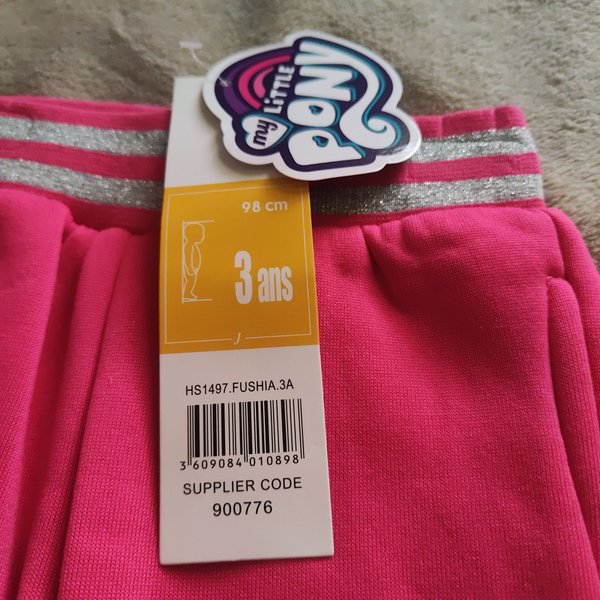 my LITTLE
PONY
98 cm
3 ans
J
HS1497.FUSHIA.3A
3 609084 010898
SUPPLIER CODE
900776